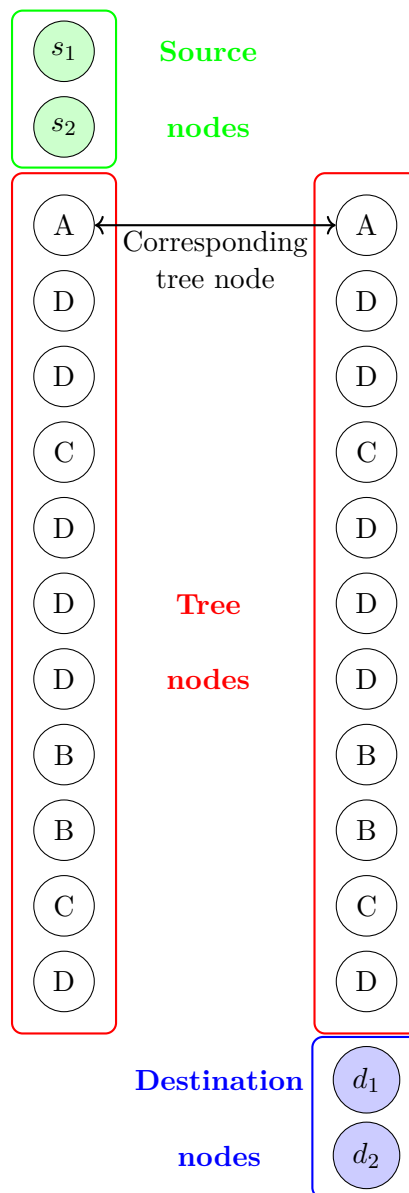 s1 Source
s2 nodes
A A
Corresponding
tree node
D D
D D
C C
D D
D Tree D
D nodes D
B B
B B
C C
D D
Destination d1
nodes d2